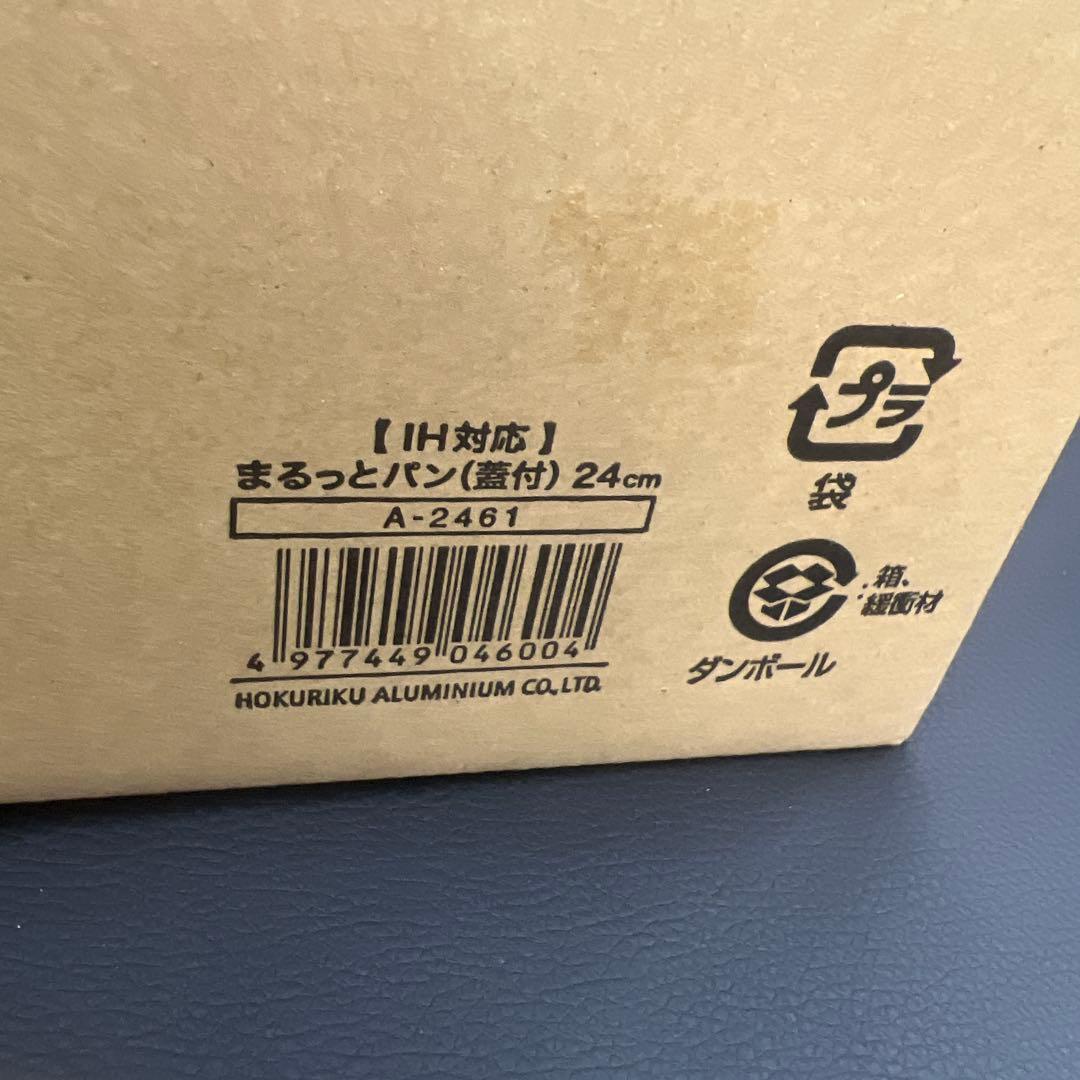 【IH対応】
まるっとパン(蓋付) 24cm
A-2461
4 977449 046004
HOKURIKU ALUMINIUM CO.,LTD.
プラ
袋
箱、
緩衝材
ダンボール